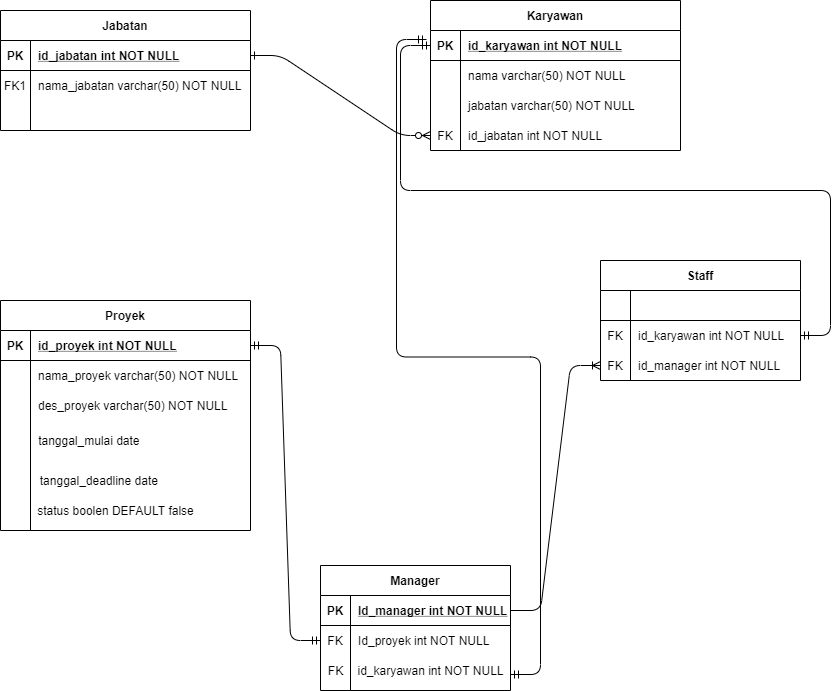 Jabatan
PK id_jabatan int NOT NULL
FK1 nama_jabatan varchar(50) NOT NULL
Karyawan
PK id_karyawan int NOT NULL
nama varchar(50) NOT NULL
jabatan varchar(50) NOT NULL
FK id_jabatan int NOT NULL
Staff
FK id_karyawan int NOT NULL
FK id_manager int NOT NULL
Proyek
PK id_proyek int NOT NULL
nama_proyek varchar(50) NOT NULL
des_proyek varchar(50) NOT NULL
tanggal_mulai date
tanggal_deadline date
status boolen DEFAULT false
Manager
PK Id_manager int NOT NULL
FK Id_proyek int NOT NULL
FK id_karyawan int NOT NULL